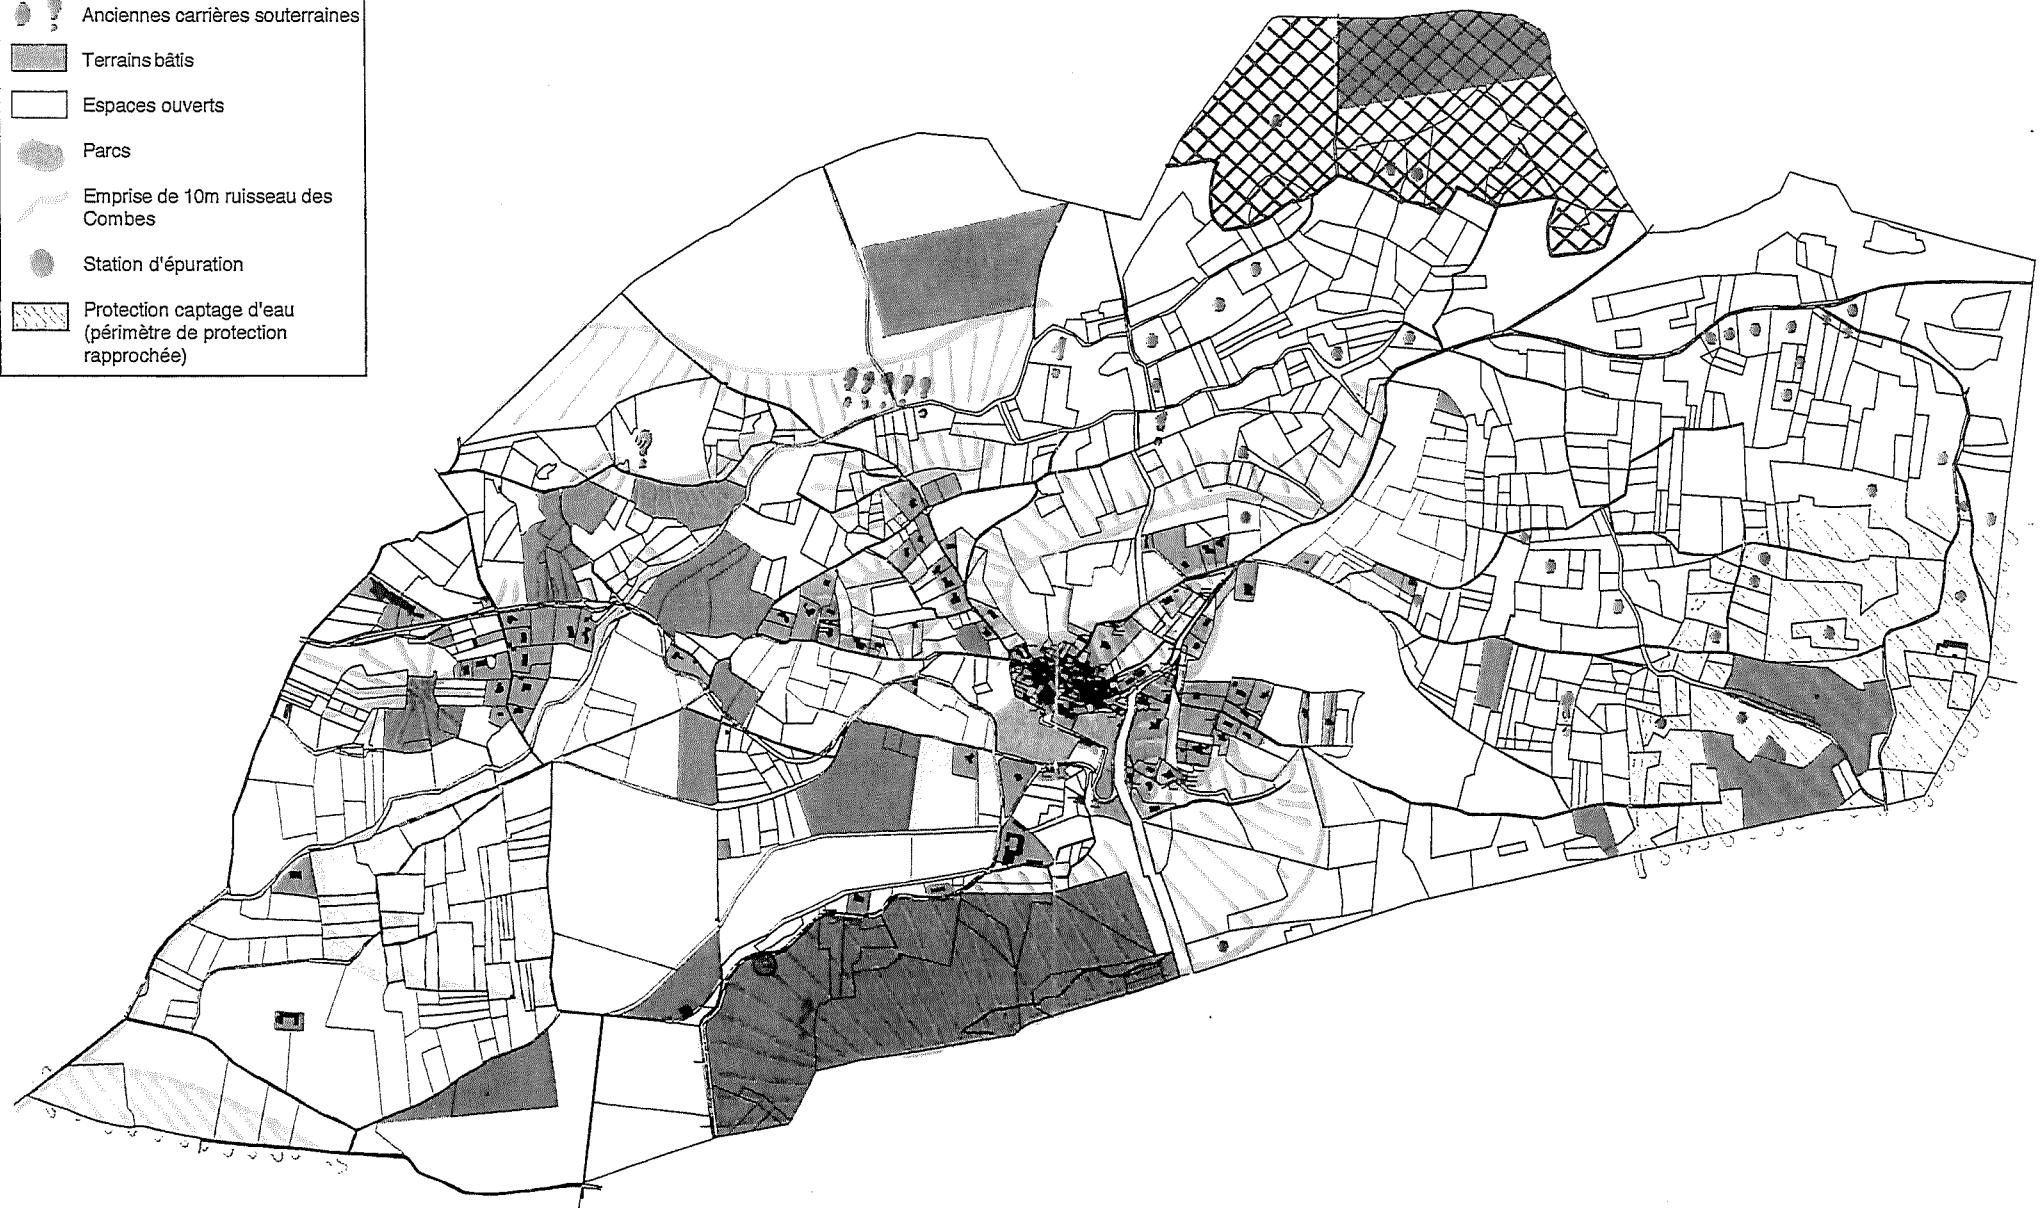 Anciennes carrières souterraines
Terrains bâtis
Espaces ouverts
Parcs
Emprise de 10m ruisseau des
Combes
Station d'épuration
Protection captage d'eau
(périmètre de protection
rapprochée)